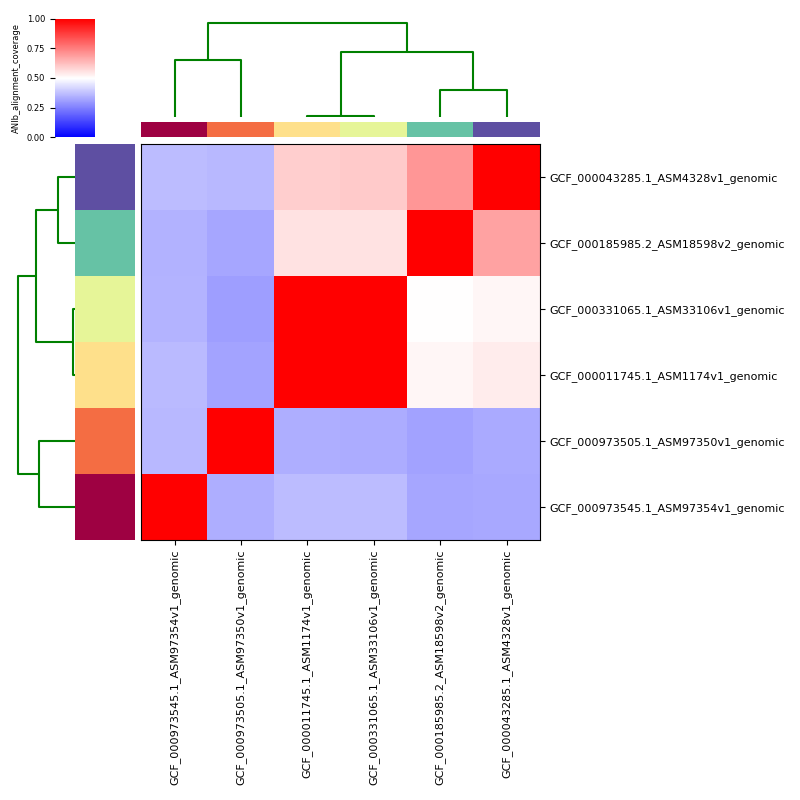 ANIb_alignment_coverage
1.00
0.75
0.50
0.25
0.00
GCF_000043285.1_ASM4328v1_genomic
GCF_000185985.2_ASM18598v2_genomic
GCF_000331065.1_ASM33106v1_genomic
GCF_000011745.1_ASM1174v1_genomic
GCF_000973505.1_ASM97350v1_genomic
GCF_000973545.1_ASM97354v1_genomic
GCF_000973545.1_ASM97354v1_genomic
GCF_000973505.1_ASM97350v1_genomic
GCF_000011745.1_ASM1174v1_genomic
GCF_000331065.1_ASM33106v1_genomic
GCF_000185985.2_ASM18598v2_genomic
GCF_000043285.1_ASM4328v1_genomic